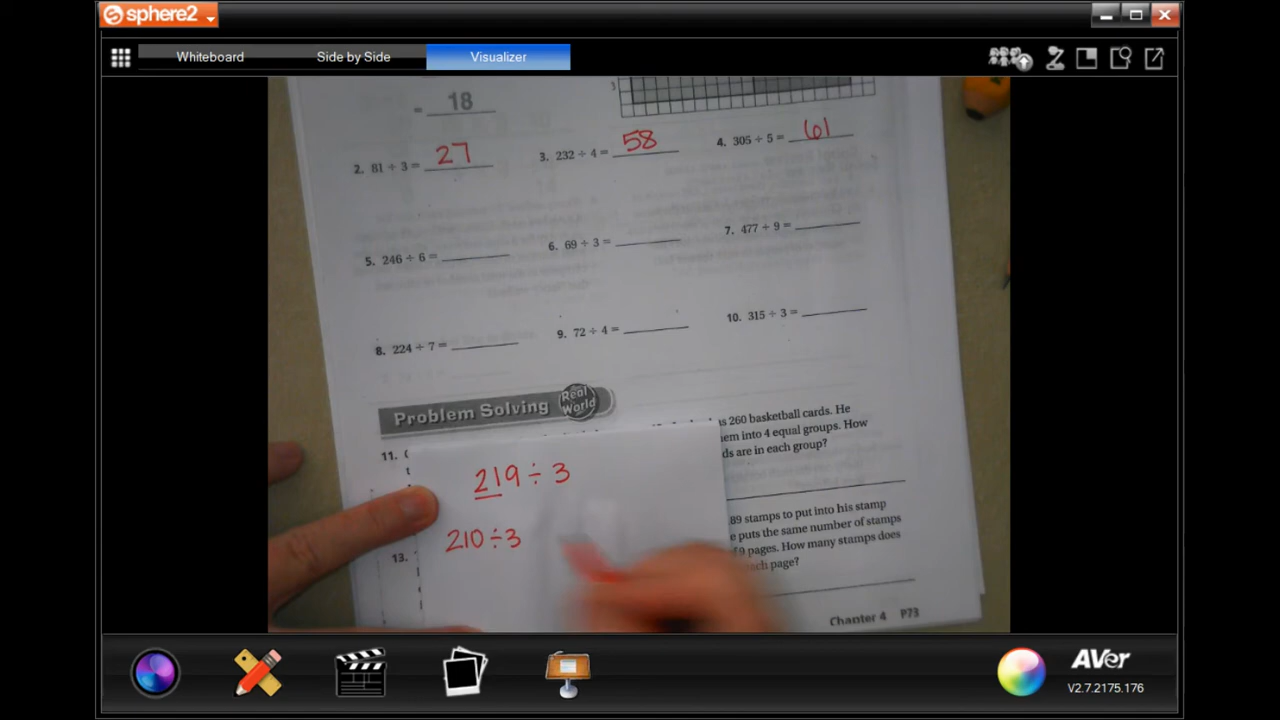 sphere2
Whiteboard Side by Side Visualizer
= 18
2. 81 ÷ 3 = 27
3. 232 ÷ 4 = 58
4. 305 ÷ 5 = 61
5. 246 ÷ 6 =
6. 69 ÷ 3 =
7. 477 ÷ 9 =
8. 224 ÷ 7 =
9. 72 ÷ 4 =
10. 315 ÷ 3 =
Problem Solving Real World
11.
260 basketball cards. He
into 4 equal groups. How
are in each group?
219 ÷ 3
210 ÷ 3
13.
89 stamps to put into his stamp
puts the same number of stamps
pages. How many stamps does
page?
Chapter 4 P73
AVer
V2.7.2175.176